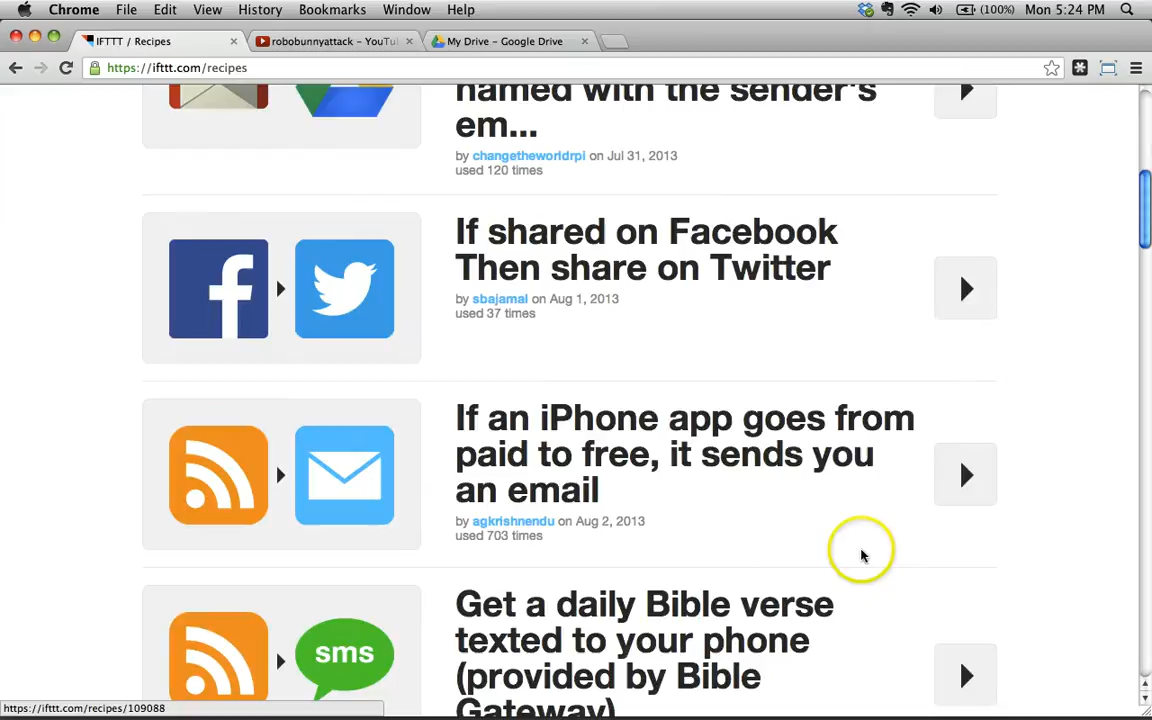 Chrome File Edit View History Bookmarks Window Help (100%) Mon 5:24 PM
IFTTT / Recipes robobunnyattack - YouTu My Drive - Google Drive
https://ifttt.com/recipes
named with the sender's
em...
by changetheworldrpi on Jul 31, 2013
used 120 times
If shared on Facebook
Then share on Twitter
by sbajamal on Aug 1, 2013
used 37 times
If an iPhone app goes from
paid to free, it sends you
an email
by agkrishnendu on Aug 2, 2013
used 703 times
Get a daily Bible verse
texted to your phone
(provided by Bible
Gateway)
sms
https://ifttt.com/recipes/109088